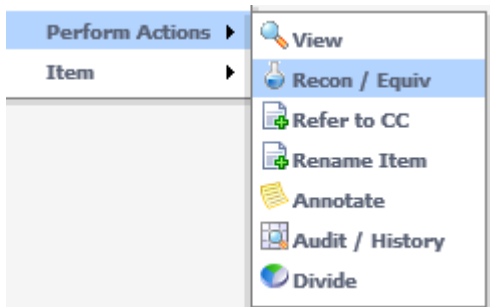 Perform Actions
Item
View
Recon / Equiv
Refer to CC
Rename Item
Annotate
Audit / History
Divide